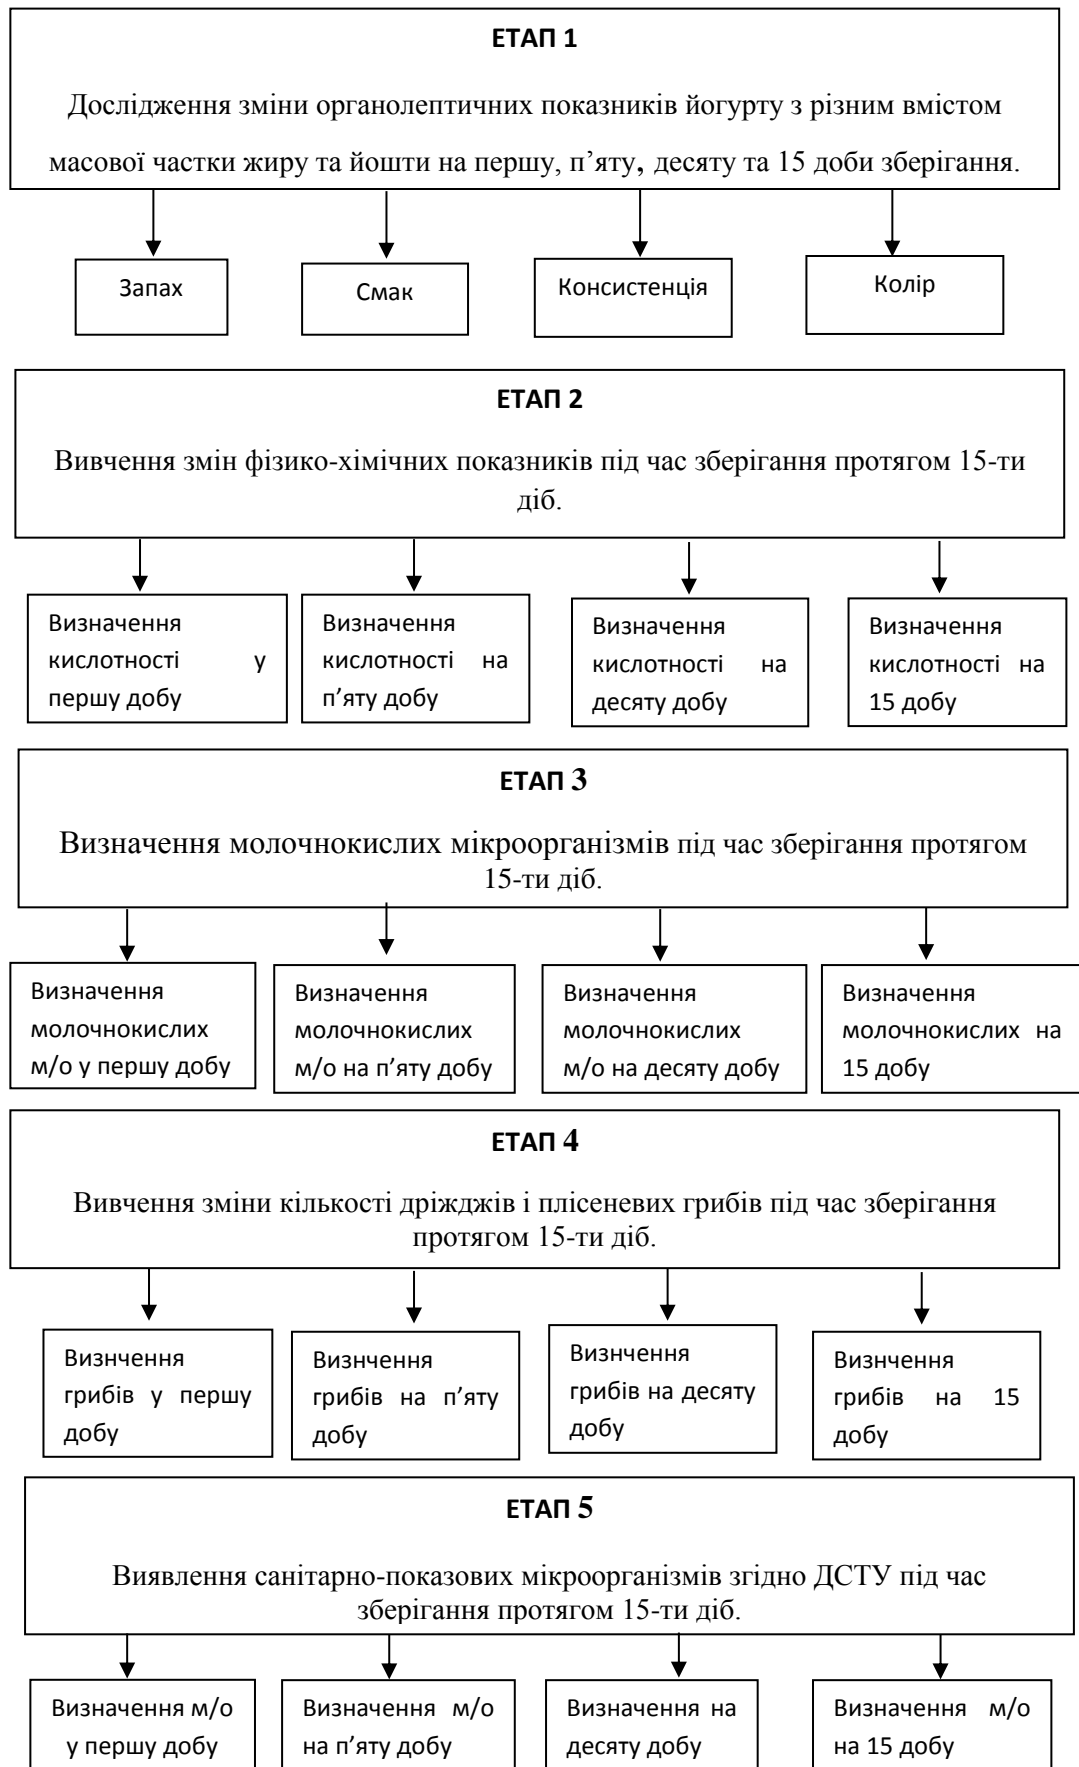 ЕТАП 1
Дослідження зміни органолептичних показників йогурту з різним вмістом
масової частки жиру та йошти на першу, п’яту, десяту та 15 доби зберігання.
Запах
Смак
Консистенція
Колір
ЕТАП 2
Вивчення змін фізико-хімічних показників під час зберігання протягом 15-ти
діб.
Визначення
кислотності у
першу добу
Визначення
кислотності на
п’яту добу
Визначення
кислотності на
десяту добу
Визначення
кислотності на
15 добу
ЕТАП 3
Визначення молочнокислих мікроорганізмів під час зберігання протягом
15-ти діб.
Визначення
молочнокислих
м/о у першу добу
Визначення
молочнокислих
м/о на п’яту добу
Визначення
молочнокислих
м/о на десяту добу
Визначення
молочнокислих на
15 добу
ЕТАП 4
Вивчення зміни кількості дріжджів і плісеневих грибів під час зберігання
протягом 15-ти діб.
Визнчення
грибів у першу
добу
Визнчення
грибів на п’яту
добу
Визнчення
грибів на десяту
добу
Визнчення
грибів на 15
добу
ЕТАП 5
Виявлення санітарно-показових мікроорганізмів згідно ДСТУ під час
зберігання протягом 15-ти діб.
Визначення м/о
у першу добу
Визначення м/о
на п’яту добу
Визначення на
десяту добу
Визначення м/о
на 15 добу